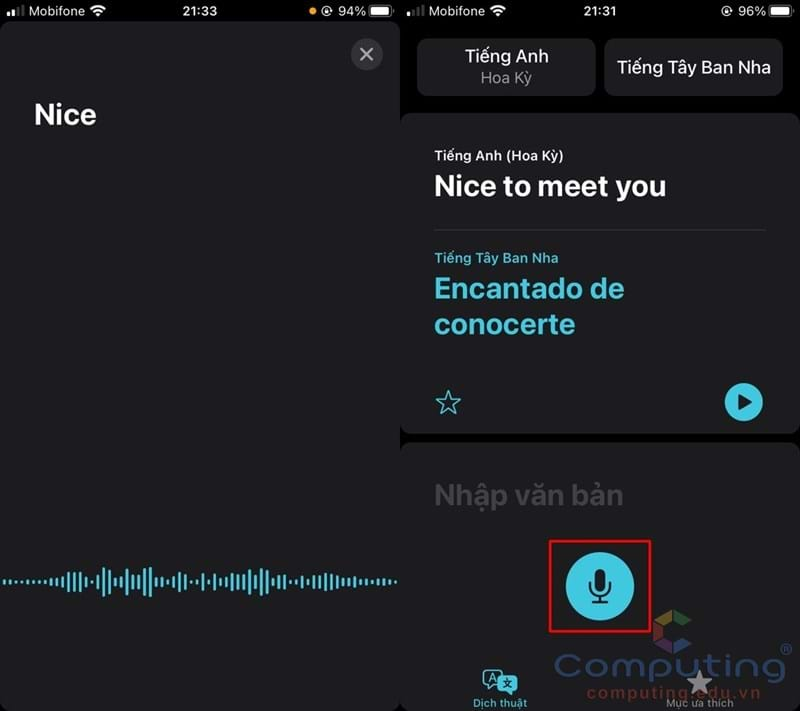 Mobifone 21:33 94%
Nice
Mobifone 21:31 96%
Tiếng Anh
Hoa Kỳ
Tiếng Tây Ban Nha
Tiếng Anh (Hoa Kỳ)
Nice to meet you
Tiếng Tây Ban Nha
Encantado de
conocerte
Nhập văn bản
A 文
Computing®
computing.edu.vn
Dịch thuật
Mục ưa thích